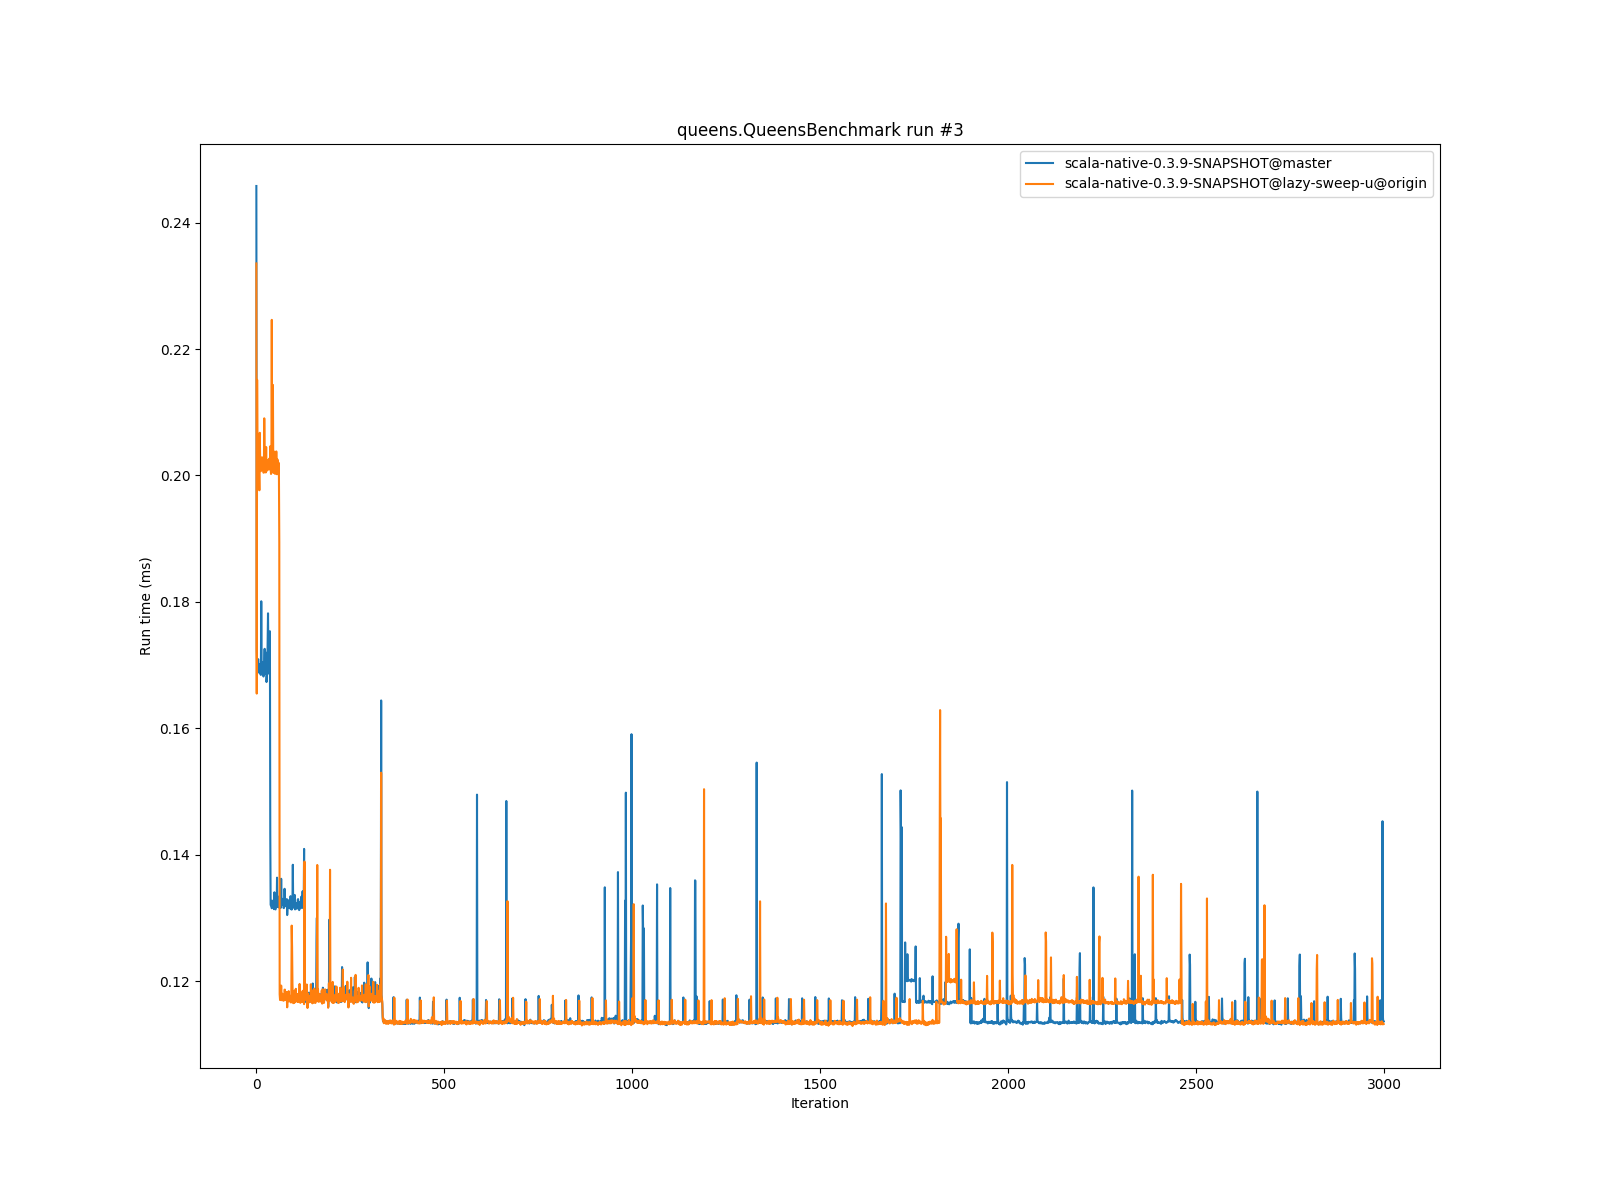 queens.QueensBenchmark run #3
scala-native-0.3.9-SNAPSHOT@master
scala-native-0.3.9-SNAPSHOT@lazy-sweep-u@origin
0.24
0.22
0.20
0.18
0.16
0.14
0.12
Run time (ms)
0
500
1000
1500
2000
2500
3000
Iteration